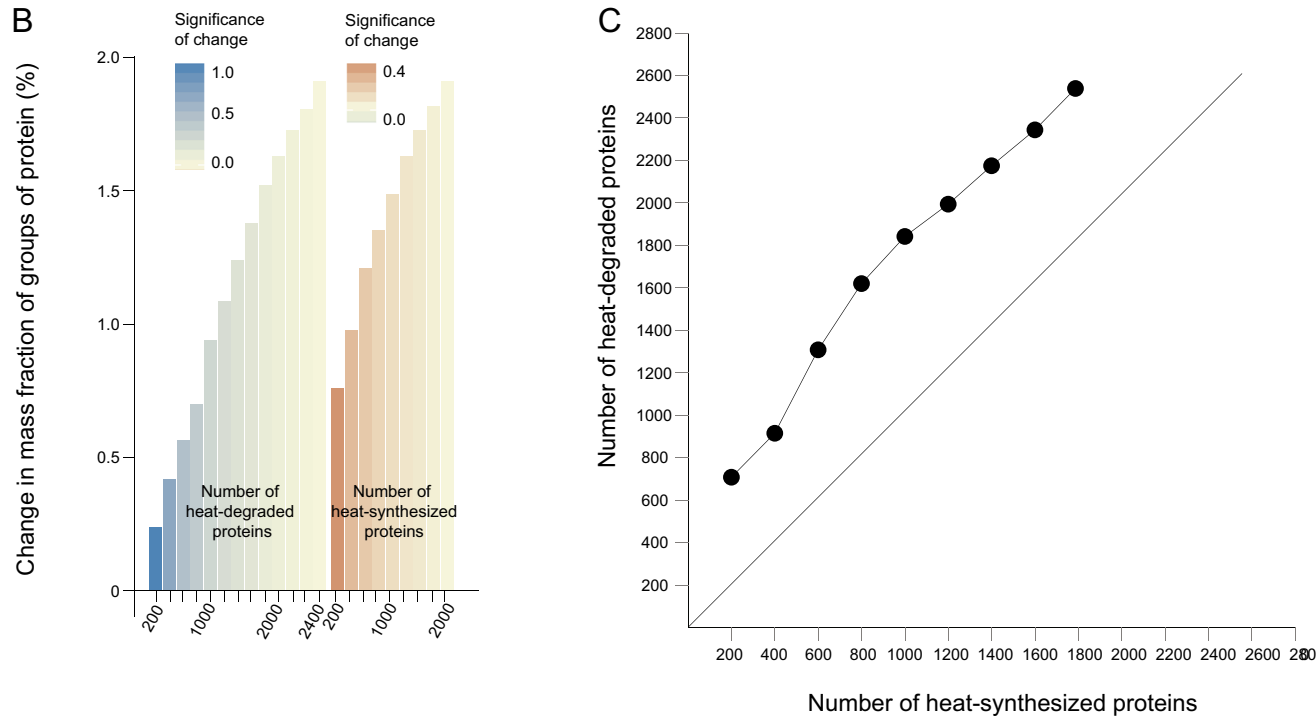 B
Change in mass fraction of groups of protein (%)
2.0
1.5
1.0
0.5
0
Significance
of change
1.0
0.5
0.0
Significance
of change
0.4
0.0
Number of
heat-degraded
proteins
Number of
heat-synthesized
proteins
200
1000
2000
2400
200
1000
2000
C
Number of heat-degraded proteins
2800
2600
2400
2200
2000
1800
1600
1400
1200
1000
800
600
400
200
200 400 600 800 1000 1200 1400 1600 1800 2000 2200 2400 2600 2800
Number of heat-synthesized proteins